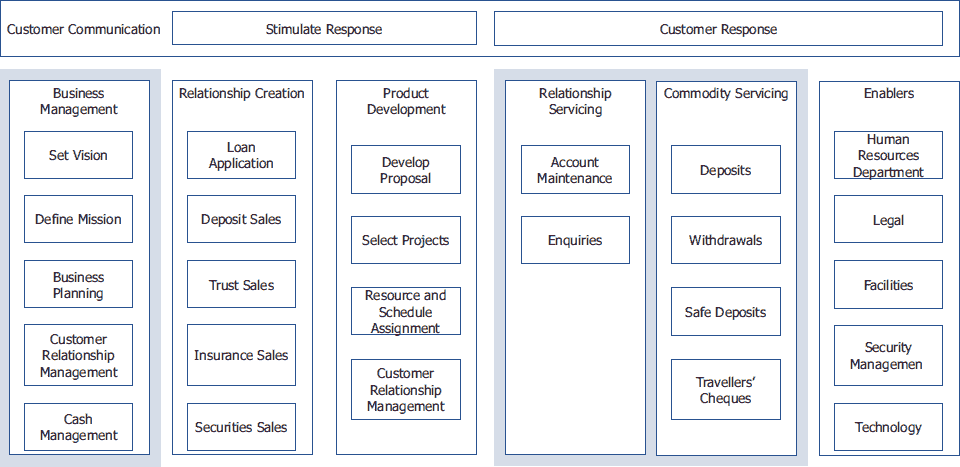 Customer Communication
Stimulate Response
Customer Response
Business
Management
Set Vision
Define Mission
Business
Planning
Customer
Relationship
Management
Cash
Management
Relationship Creation
Loan
Application
Deposit Sales
Trust Sales
Insurance Sales
Securities Sales
Product
Development
Develop
Proposal
Select Projects
Resource and
Schedule
Assignment
Customer
Relationship
Management
Relationship
Servicing
Account
Maintenance
Enquiries
Commodity Servicing
Deposits
Withdrawals
Safe Deposits
Travellers’
Cheques
Enablers
Human
Resources
Department
Legal
Facilities
Security
Managemen
Technology